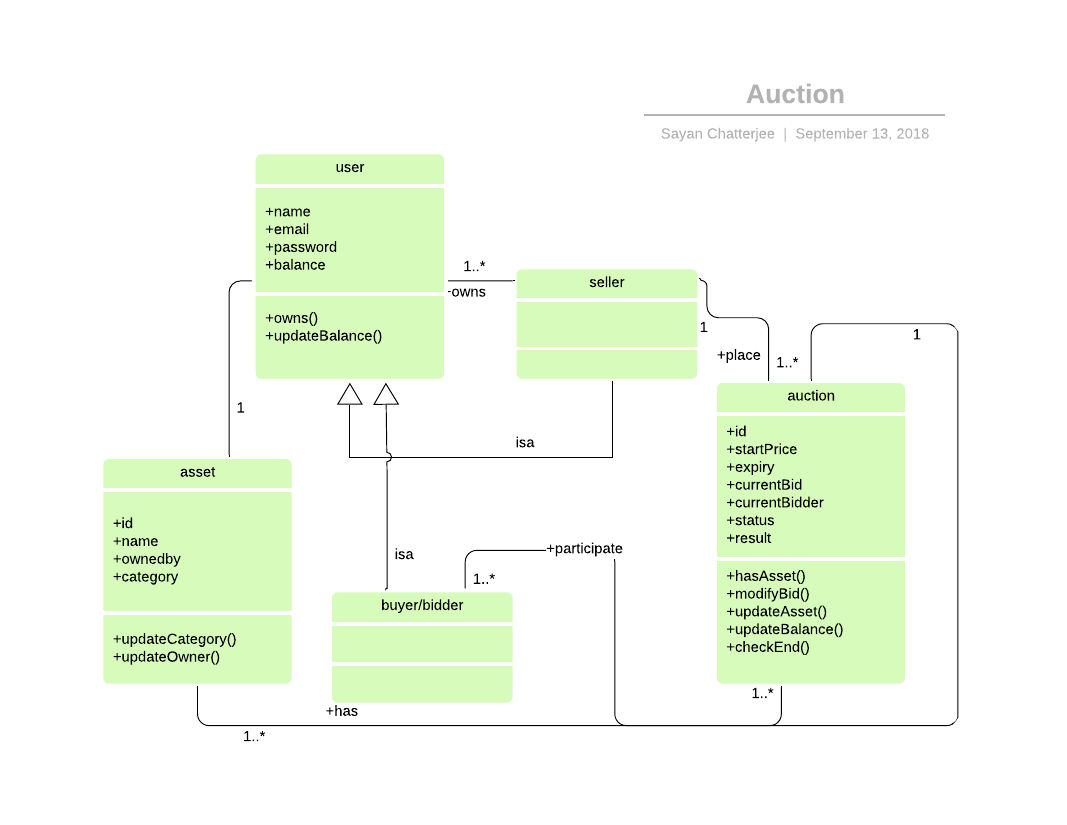 Auction
Sayan Chatterjee | September 13, 2018
user
+name
+email
+password
+balance
+owns()
+updateBalance()
1..*
-owns
seller
1
+place
1..*
1
auction
+id
+startPrice
+expiry
+currentBid
+currentBidder
+status
+result
+hasAsset()
+modifyBid()
+updateAsset()
+updateBalance()
+checkEnd()
1
isa
asset
+id
+name
+ownedby
+category
+updateCategory()
+updateOwner()
isa
+participate
1..*
buyer/bidder
1..*
+has
1..*